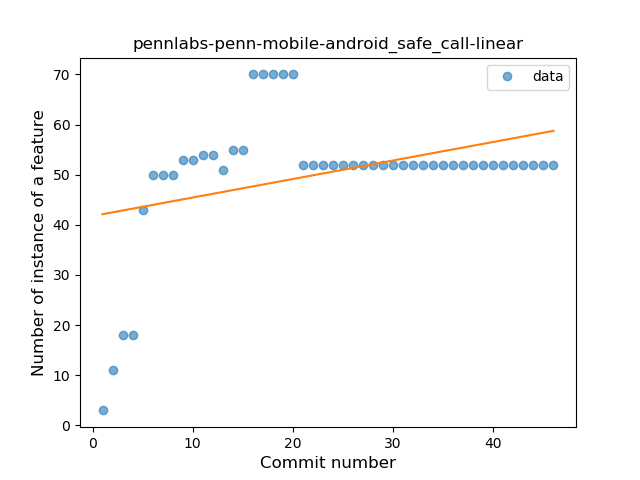 pennlabs-penn-mobile-android_safe_call-linear
data
Number of instance of a feature
70
60
50
40
30
20
10
0
0 10 20 30 40
Commit number